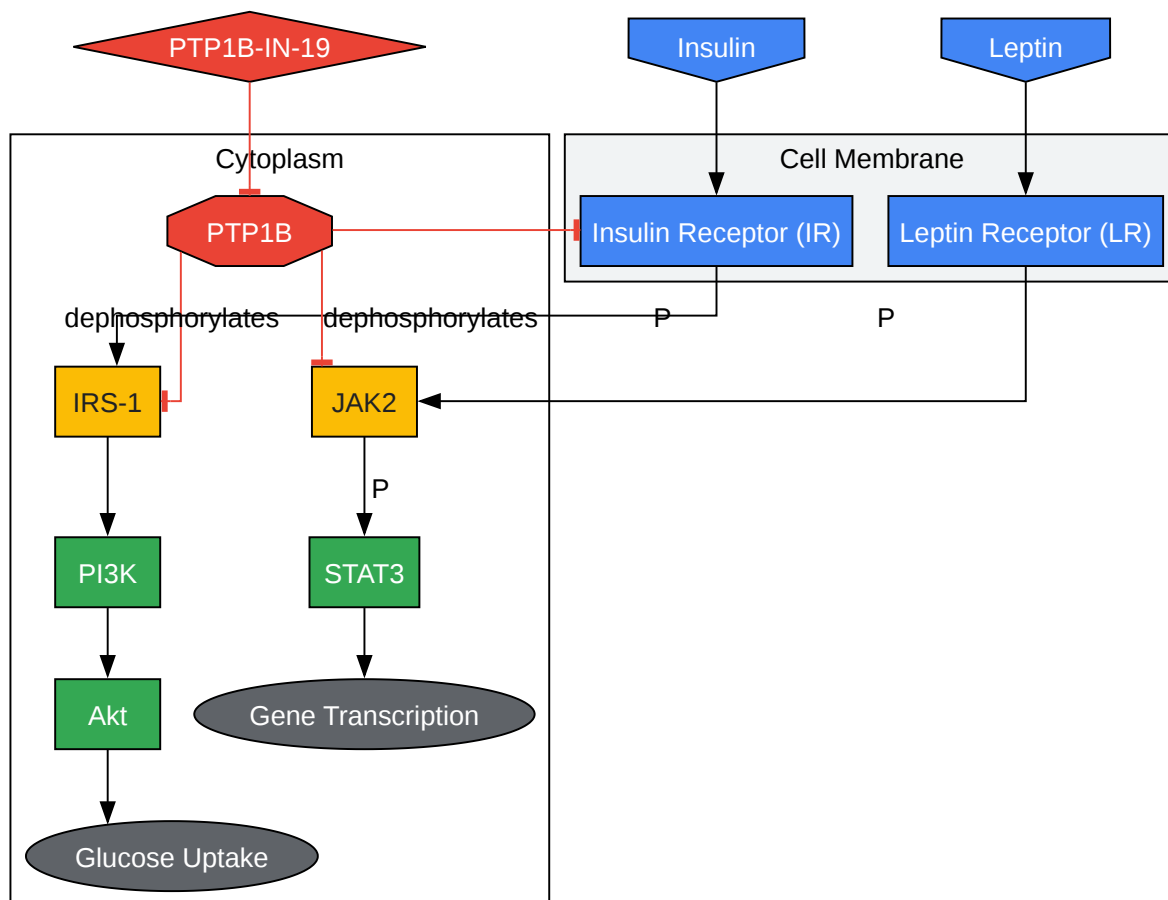 PTP1B-IN-19
Insulin
Leptin
Cytoplasm
Cell Membrane
PTP1B
Insulin Receptor (IR)
Leptin Receptor (LR)
dephosphorylates
dephosphorylates
P
P
IRS-1
JAK2
P
PI3K
STAT3
Akt
Gene Transcription
Glucose Uptake